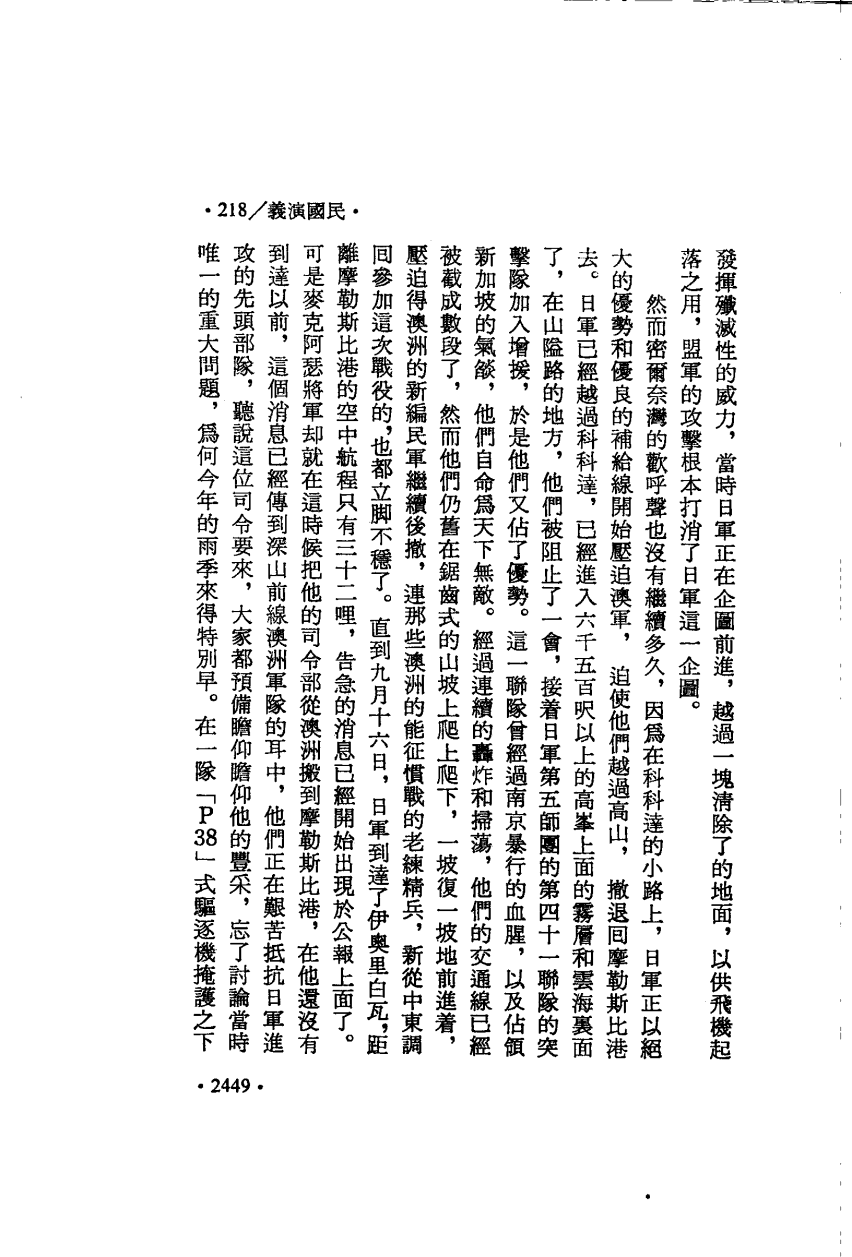 ·218/義演國民·
發揮殲滅性的威力，當時日軍正在企圖前進，越過一塊清除了的地面，以供飛機起
落之用，盟軍的攻擊根本打消了日軍這一企圖。
然而密爾奈灣的歡呼聲也沒有繼續多久，因爲在科科達的小路上，日軍正以絕
大的優勢和優良的補給線開始壓迫澳軍，迫使他們越過高山，撤退回摩勒斯比港
去。日軍已經越過科科達，已經進入六千五百呎以上的高峯上面的霧層和雲海裏面
了，在山隘路的地方，他們被阻止了一會，接着日軍第五師團的第四十一聯隊的突
擊隊加入增援，於是他們又佔了優勢。這一聯隊曾經過南京暴行的血腥，以及佔領
新加坡的氣燄，他們自命爲天下無敵。經過連續的轟炸和掃蕩，他們的交通線已經
被截成數段了，然而他們仍舊在鋸齒式的山坡上爬上爬下，一坡復一坡地前進着，
壓迫得澳洲的新編民軍繼續後撤，連那些澳洲的能征慣戰的老練精兵，新從中東調
回參加這次戰役的，也都立脚不穩了。直到九月十六日，日軍到達了伊奧里白瓦，距
離摩勒斯比港的空中航程只有三十二哩，告急的消息已經開始出現於公報上面了。
可是麥克阿瑟將軍却就在這時候把他的司令部從澳洲搬到摩勒斯比港，在他還沒有
到達以前，這個消息已經傳到深山前線澳洲軍隊的耳中，他們正在艱苦抵抗日軍進
攻的先頭部隊，聽說這位司令要來，大家都預備瞻仰瞻仰他的豐采，忘了討論當時
唯一的重大問題，爲何今年的雨季來得特別早。在一隊「P38」式驅逐機掩護之下
·2449·